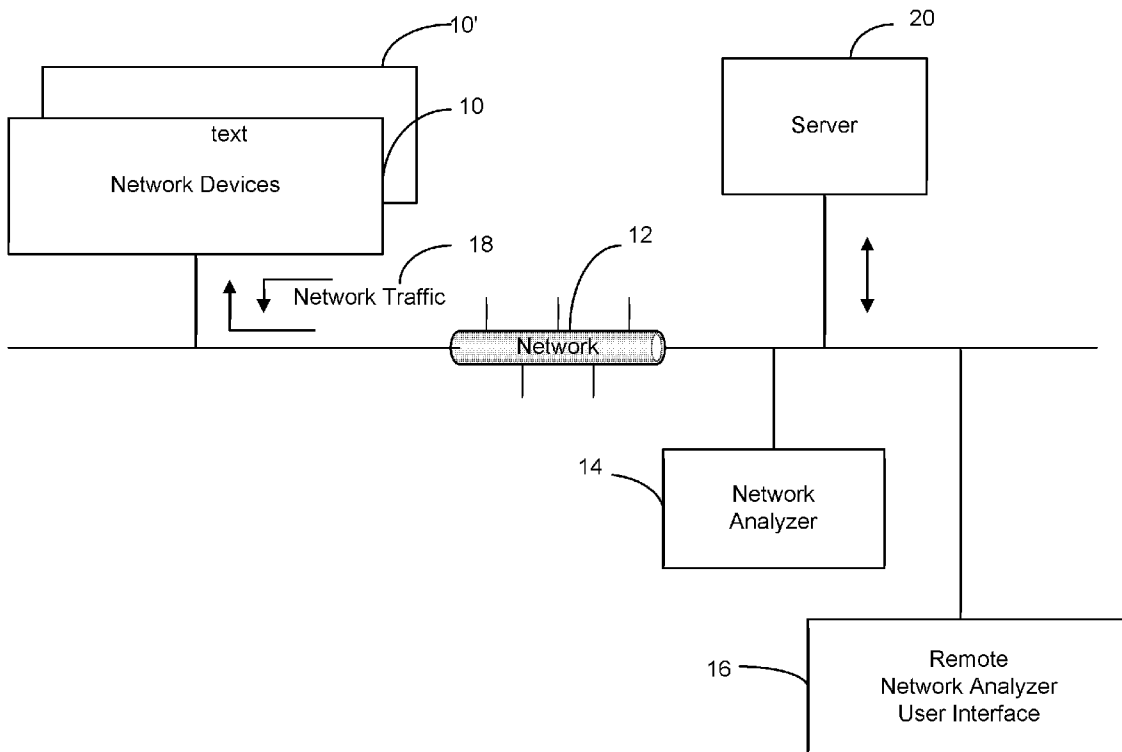 10'
20
10
text
Network Devices
Server
18
Network Traffic
12
Network
14
Network
Analyzer
16
Remote
Network Analyzer
User Interface